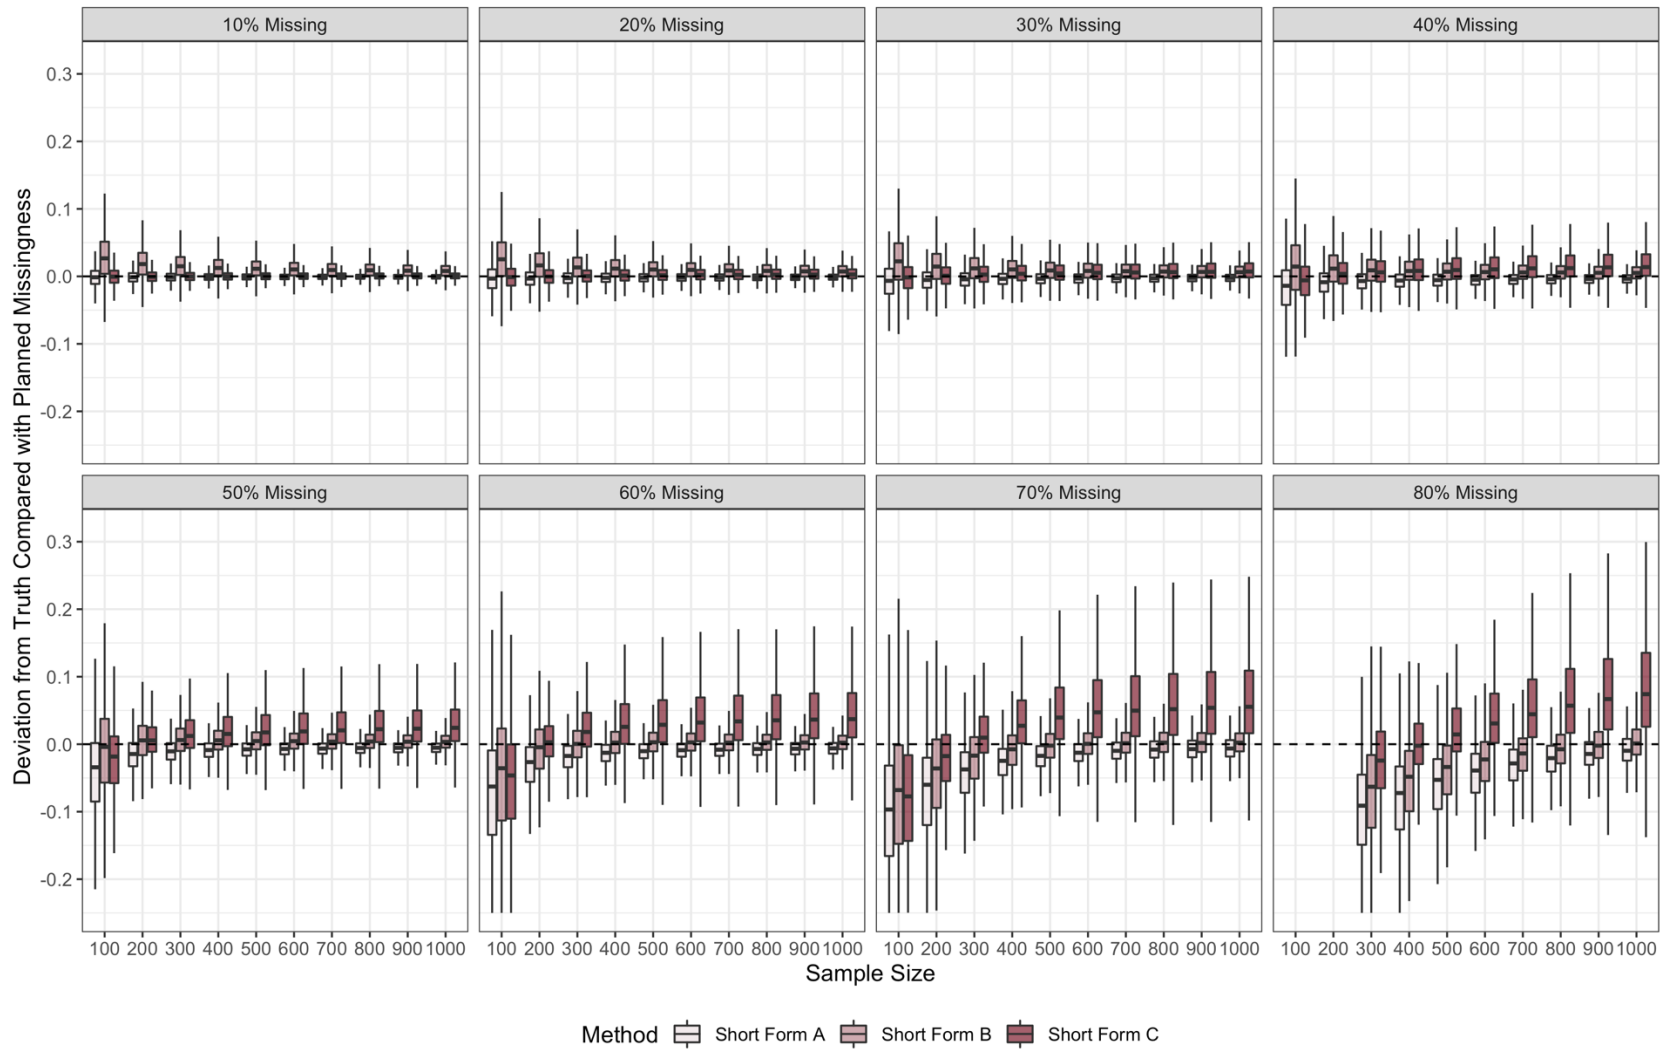 10% Missing 20% Missing 30% Missing 40% Missing
0.3
0.2
0.1
0.0
-0.1
-0.2
50% Missing 60% Missing 70% Missing 80% Missing
0.3
0.2
0.1
0.0
-0.1
-0.2
Deviation from Truth Compared with Planned Missingness
100 200 300 400 500 600 700 800 900 1000 100 200 300 400 500 600 700 800 900 1000 100 200 300 400 500 600 700 800 900 1000 100 200 300 400 500 600 700 800 900 1000
Sample Size
Method Short Form A Short Form B Short Form C